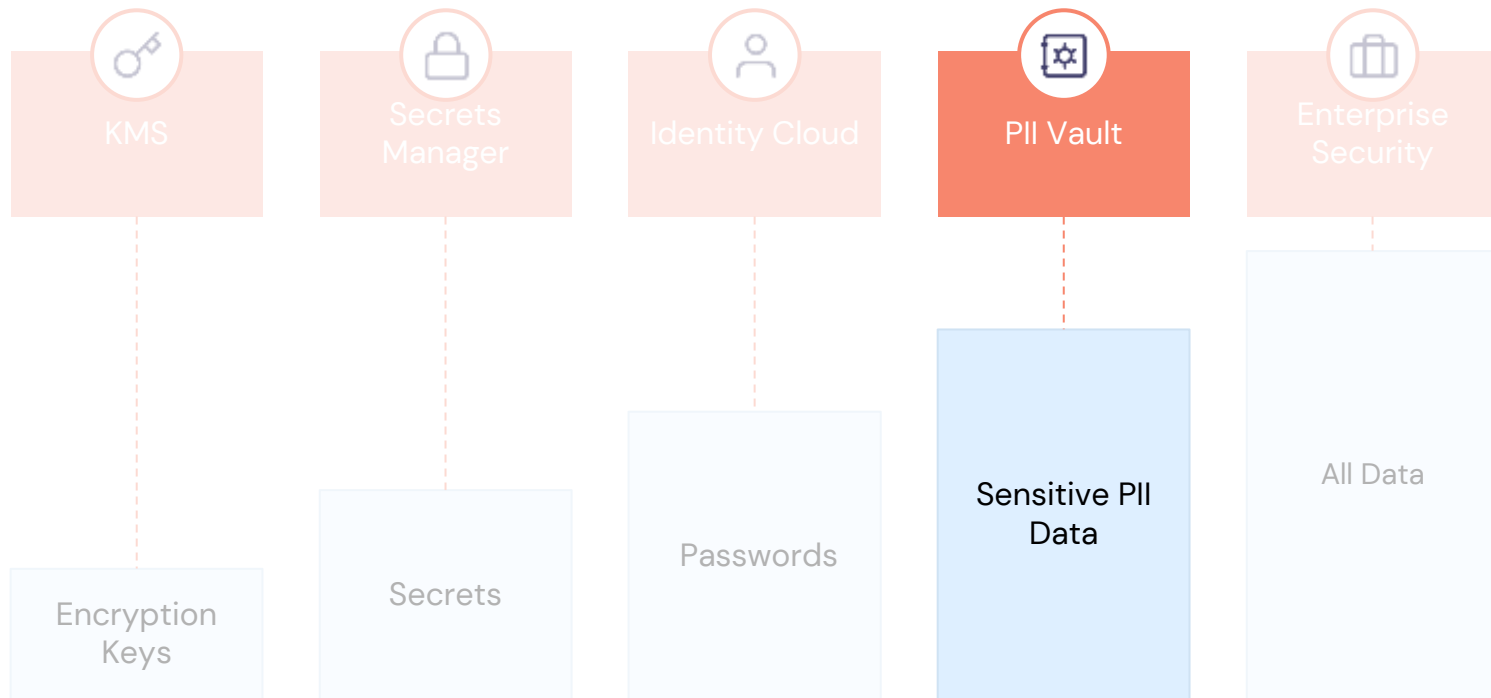 KMS
Secrets
Manager
Identity Cloud
PII Vault
Enterprise
Security
Encryption
Keys
Secrets
Passwords
Sensitive PII
Data
All Data